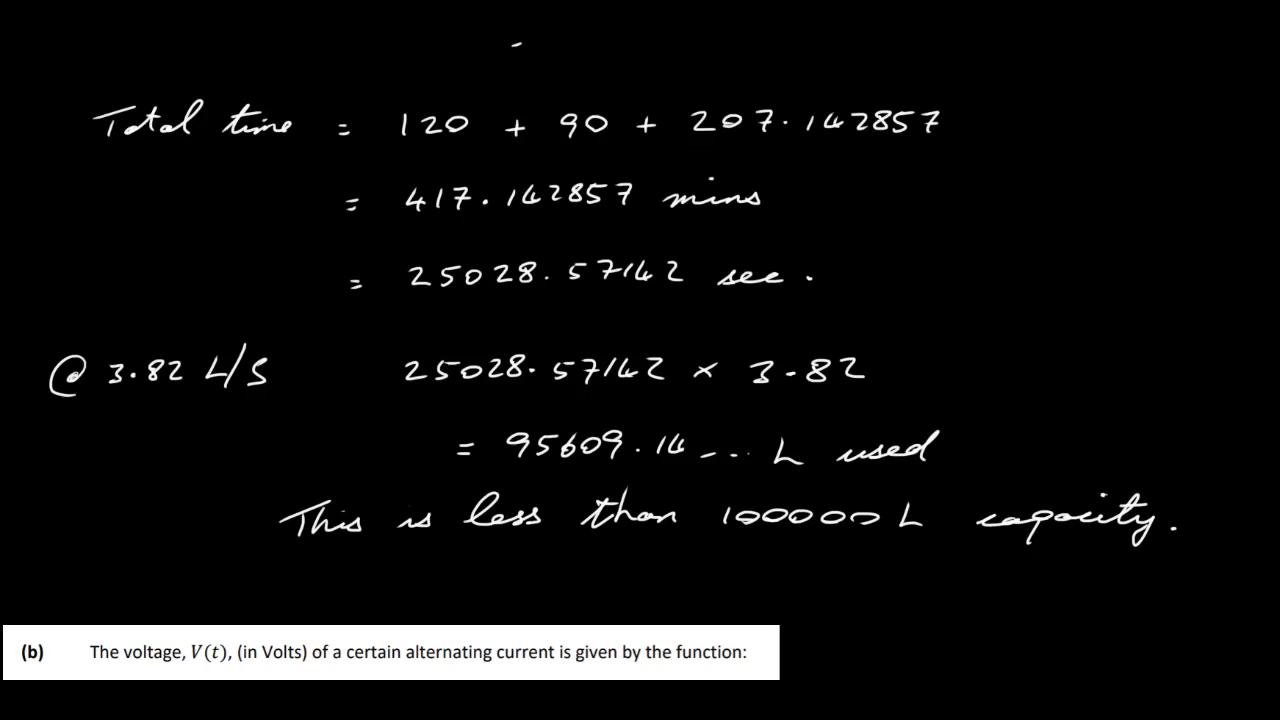 Total time = 120 + 90 + 207.142857
= 417.142857 mins
= 25028.57142 sec.
@ 3.82 L/S 25028.57142 × 3.82
= 95609.14... L used
This is less than 100000 L capacity.
(b) The voltage, V(t), (in Volts) of a certain alternating current is given by the function: